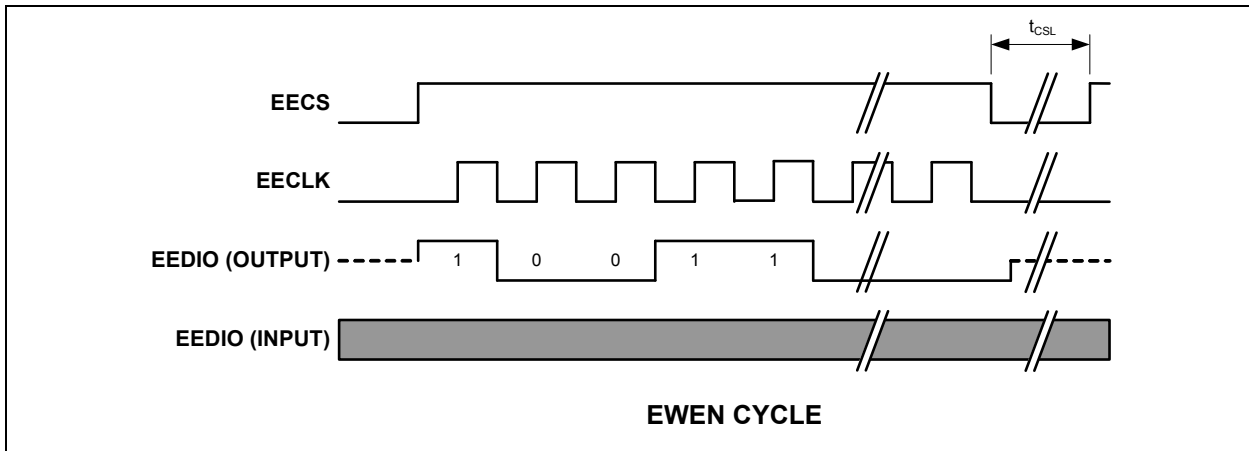 tCSL
EECS
EECLK
EEDIO (OUTPUT)
1 0 0 1 1
EEDIO (INPUT)
EWEN CYCLE